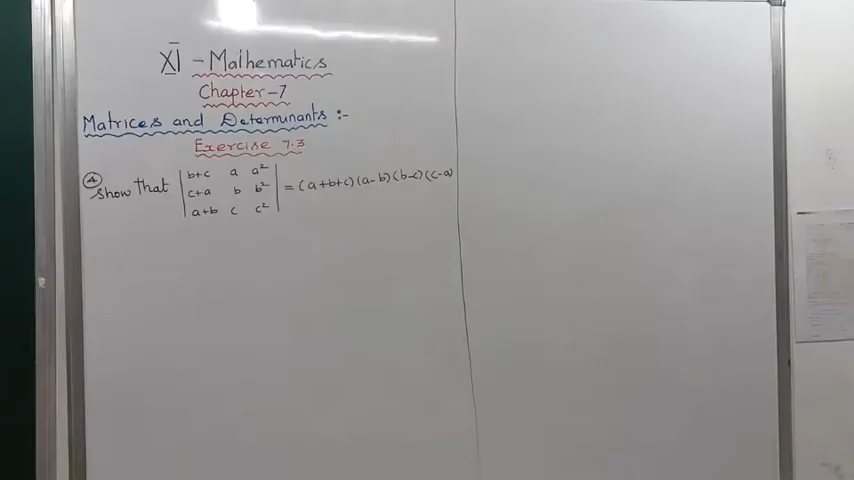 XI - Mathematics
Chapter-7
Matrices and Determinants :-
Exercise 7.3
④ Show that | b+c a a² |
| c+a b b² | = (a+b+c)(a-b)(b-c)(c-a)
| a+b c c² |